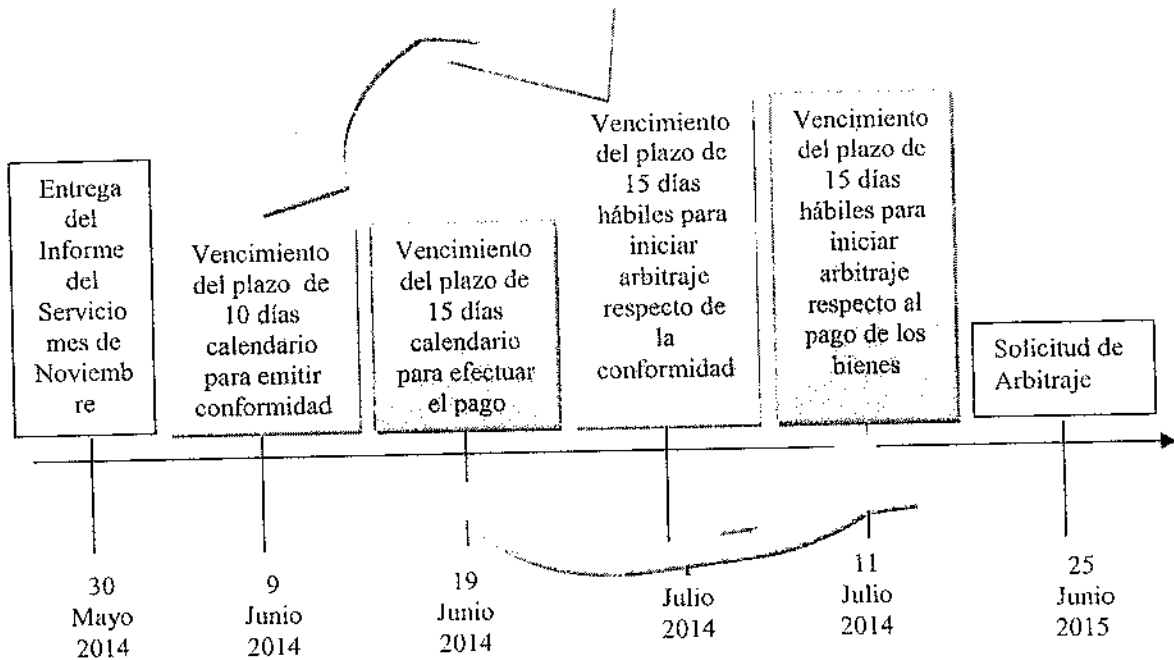 Entrega
del
Informe
del
Servicio
mes de
Noviemb
re
Vencimiento
del plazo de
10 días
calendario
para emitir
conformidad
Vencimiento
del plazo de
15 días
calendario
para efectuar
el pago
Vencimiento
del plazo de
15 días
hábiles para
iniciar
arbitraje
respecto de
la
conformidad
Vencimiento
del plazo de
15 días
hábiles para
iniciar
arbitraje
respecto al
pago de los
bienes
Solicitud de
Arbitraje
30
Mayo
2014
9
Junio
2014
19
Junio
2014
Julio
2014
11
Julio
2014
25
Junio
2015